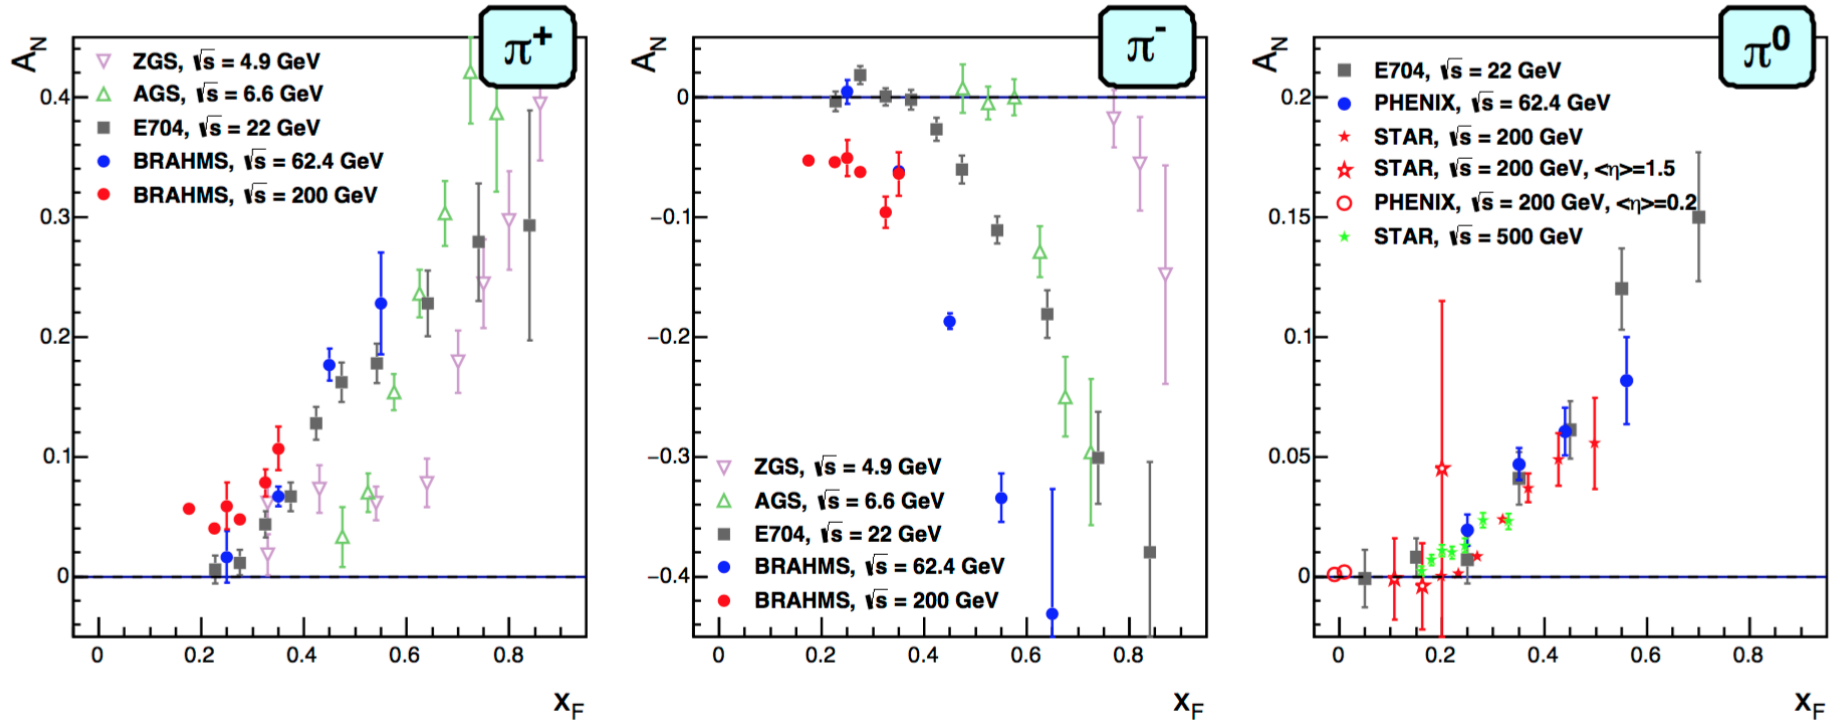 π+
A_N
ZGS, √s = 4.9 GeV
AGS, √s = 6.6 GeV
E704, √s = 22 GeV
BRAHMS, √s = 62.4 GeV
BRAHMS, √s = 200 GeV
0.4
0.3
0.2
0.1
0
0 0.2 0.4 0.6 0.8
x_F
π-
A_N
0
−0.1
−0.2
−0.3
−0.4
ZGS, √s = 4.9 GeV
AGS, √s = 6.6 GeV
E704, √s = 22 GeV
BRAHMS, √s = 62.4 GeV
BRAHMS, √s = 200 GeV
0 0.2 0.4 0.6 0.8
x_F
π0
A_N
E704, √s = 22 GeV
PHENIX, √s = 62.4 GeV
STAR, √s = 200 GeV
STAR, √s = 200 GeV, <η>=1.5
PHENIX, √s = 200 GeV, <η>=0.2
STAR, √s = 500 GeV
0.2
0.15
0.1
0.05
0
0 0.2 0.4 0.6 0.8
x_F